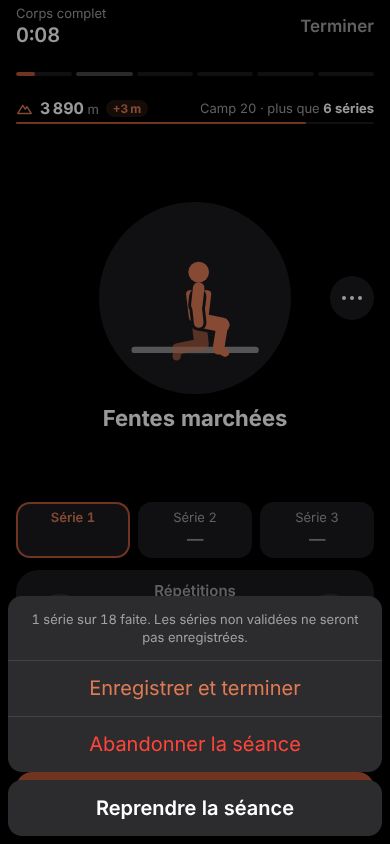 Corps complet
0:08
Terminer
3 890 m +3 m
Camp 20 · plus que 6 séries
Fentes marchées
Série 1
Série 2
—
Série 3
—
Répétitions
1 série sur 18 faite. Les séries non validées ne seront
pas enregistrées.
Enregistrer et terminer
Abandonner la séance
Reprendre la séance